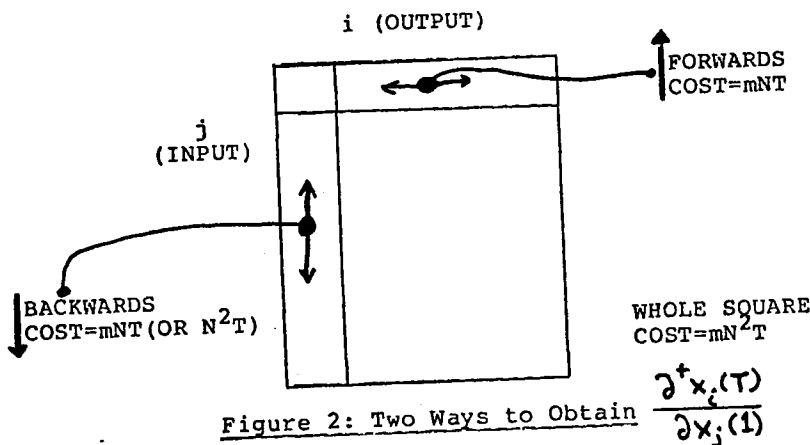 i (OUTPUT)
FORWARDS
COST=mNT
j
(INPUT)
BACKWARDS
COST=mNT(OR N²T)
WHOLE SQUARE
COST=mN²T
Figure 2: Two Ways to Obtain ∂⁺xᵢ(T)
∂xⱼ(1)